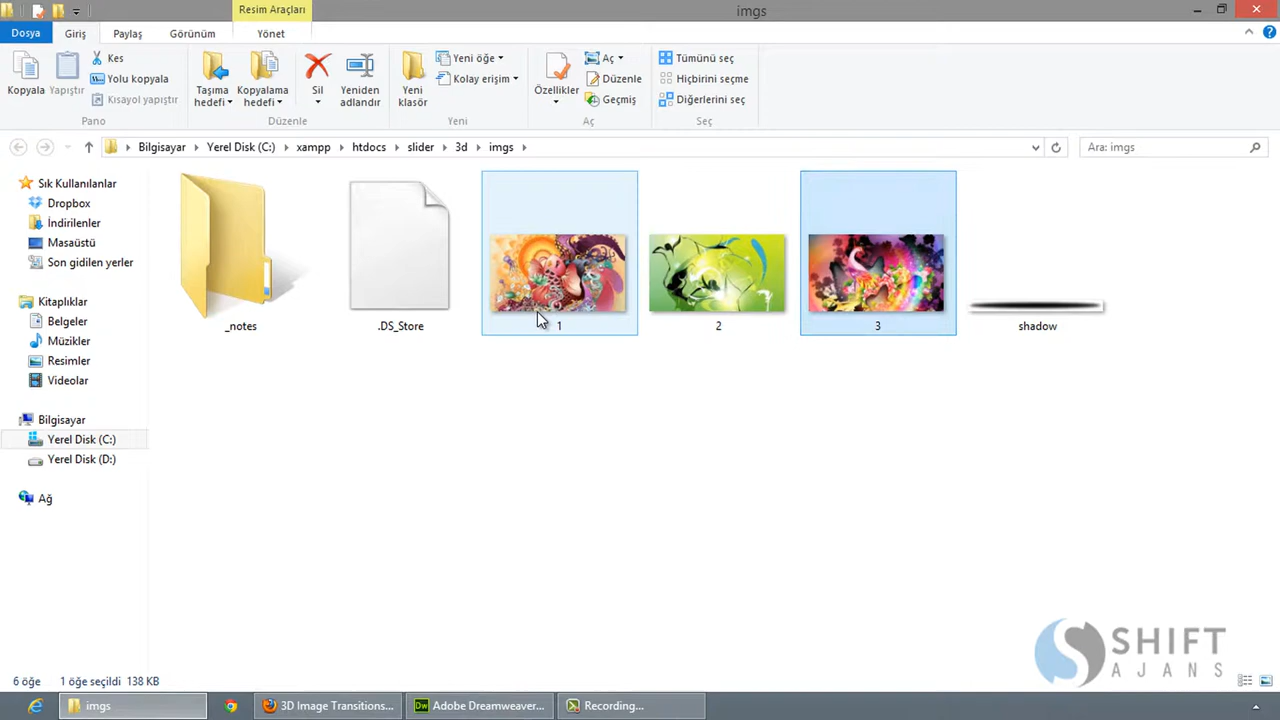 Resim Araçları
imgs
Dosya
Giriş
Paylaş
Görünüm
Yönet
Kopyala
Yapıştır
Kes
Yolu kopyala
Kısayol yapıştır
Pano
Taşıma hedefi
Kopyalama hedefi
Sil
Yeniden adlandır
Düzenle
Yeni klasör
Yeni öğe
Kolay erişim
Yeni
Özellikler
Aç
Düzenle
Geçmiş
Aç
Tümünü seç
Hiçbirini seçme
Diğerlerini seç
Seç
Bilgisayar
Yerel Disk (C:)
xampp
htdocs
slider
3d
imgs
Ara: imgs
Sık Kullanılanlar
Dropbox
İndirilenler
Masaüstü
Son gidilen yerler
Kitaplıklar
Belgeler
Müzikler
Resimler
Videolar
Bilgisayar
Yerel Disk (C:)
Yerel Disk (D:)
Ağ
_notes
.DS_Store
1
2
3
shadow
SHIFT
AJANS
6 öğe
1 öğe seçildi 138 KB
imgs
3D Image Transitions...
Dw
Adobe Dreamweaver...
Recording...